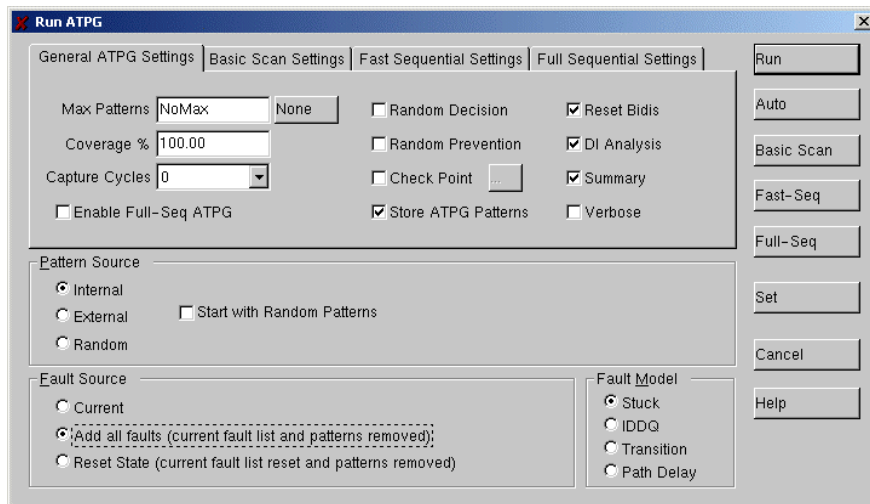 Run ATPG
General ATPG Settings
Basic Scan Settings
Fast Sequential Settings
Full Sequential Settings
Max Patterns NoMax None
Coverage % 100.00
Capture Cycles 0
Enable Full-Seq ATPG
Random Decision
Random Prevention
Check Point ...
Store ATPG Patterns
Reset Bidis
DI Analysis
Summary
Verbose
Pattern Source
Internal
External
Random
Start with Random Patterns
Fault Source
Current
Add all faults (current fault list and patterns removed)
Reset State (current fault list reset and patterns removed)
Fault Model
Stuck
IDDQ
Transition
Path Delay
Run
Auto
Basic Scan
Fast-Seq
Full-Seq
Set
Cancel
Help